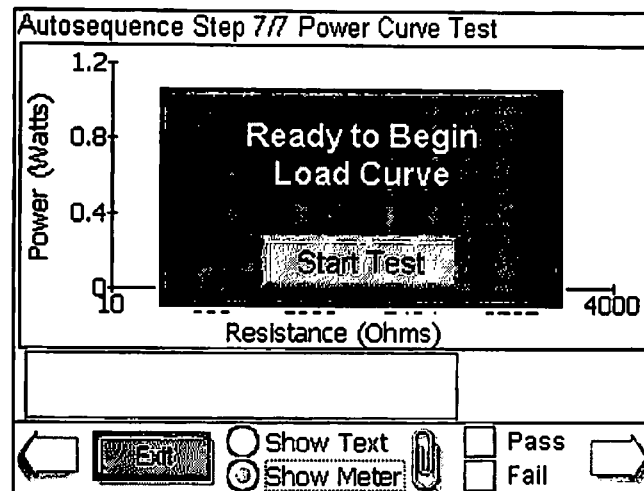 Autosequence Step 7/7 Power Curve Test
1.2
0.8
0.4
0
Power (Watts)
Ready to Begin
Load Curve
Start Test
10
4000
Resistance (Ohms)
Exit
Show Text
Show Meter
Pass
Fail